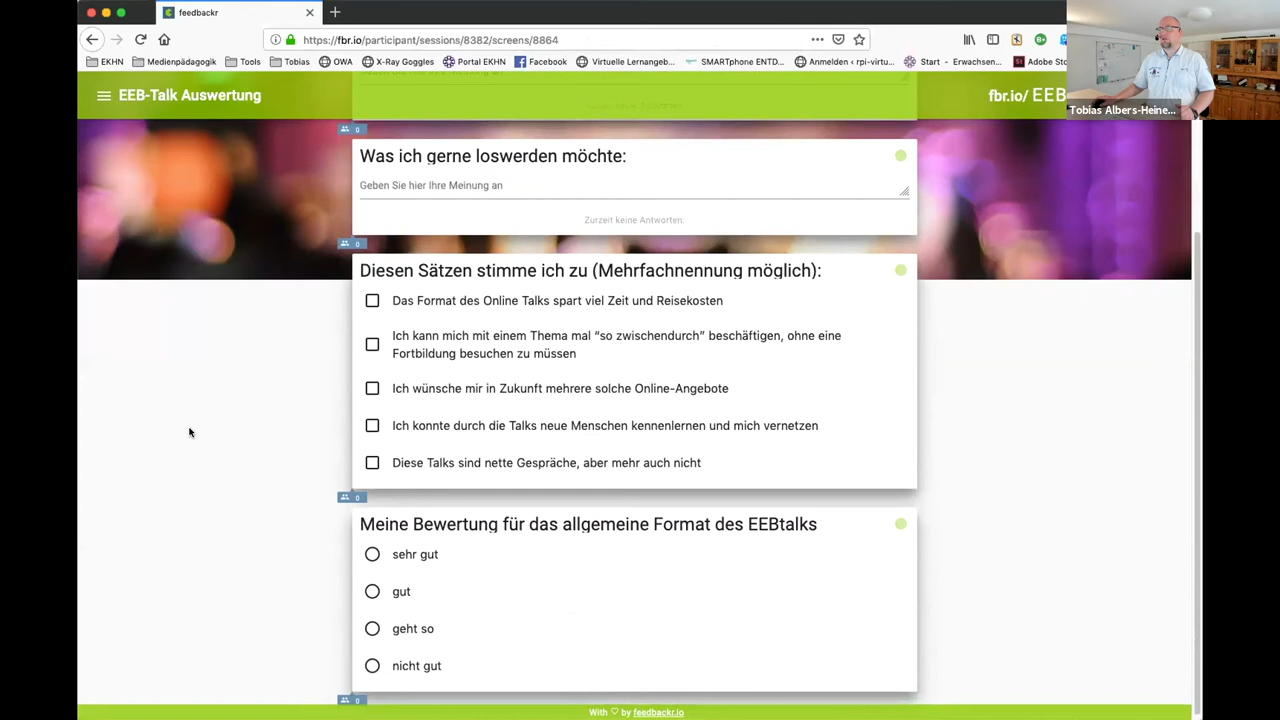 feedbackr
https://fbr.io/participant/sessions/8382/screens/8864
EKHN Medienpädagogik Tools Tobias OWA X-Ray Goggles Portal EKHN Facebook Virtuelle Lernangeb… SMARTphone ENTD… Anmelden ‹ rpi-virtu… Start - Erwachsen… Adobe Sto
EEB-Talk Auswertung
fbr.io/ EEB
Tobias Albers-Heine...
0
Was ich gerne loswerden möchte:
Geben Sie hier Ihre Meinung an
Zurzeit keine Antworten.
0
Diesen Sätzen stimme ich zu (Mehrfachnennung möglich):
Das Format des Online Talks spart viel Zeit und Reisekosten
Ich kann mich mit einem Thema mal “so zwischendurch” beschäftigen, ohne eine
Fortbildung besuchen zu müssen
Ich wünsche mir in Zukunft mehrere solche Online-Angebote
Ich konnte durch die Talks neue Menschen kennenlernen und mich vernetzen
Diese Talks sind nette Gespräche, aber mehr auch nicht
0
Meine Bewertung für das allgemeine Format des EEBtalks
sehr gut
gut
geht so
nicht gut
0
With ♡ by feedbackr.io